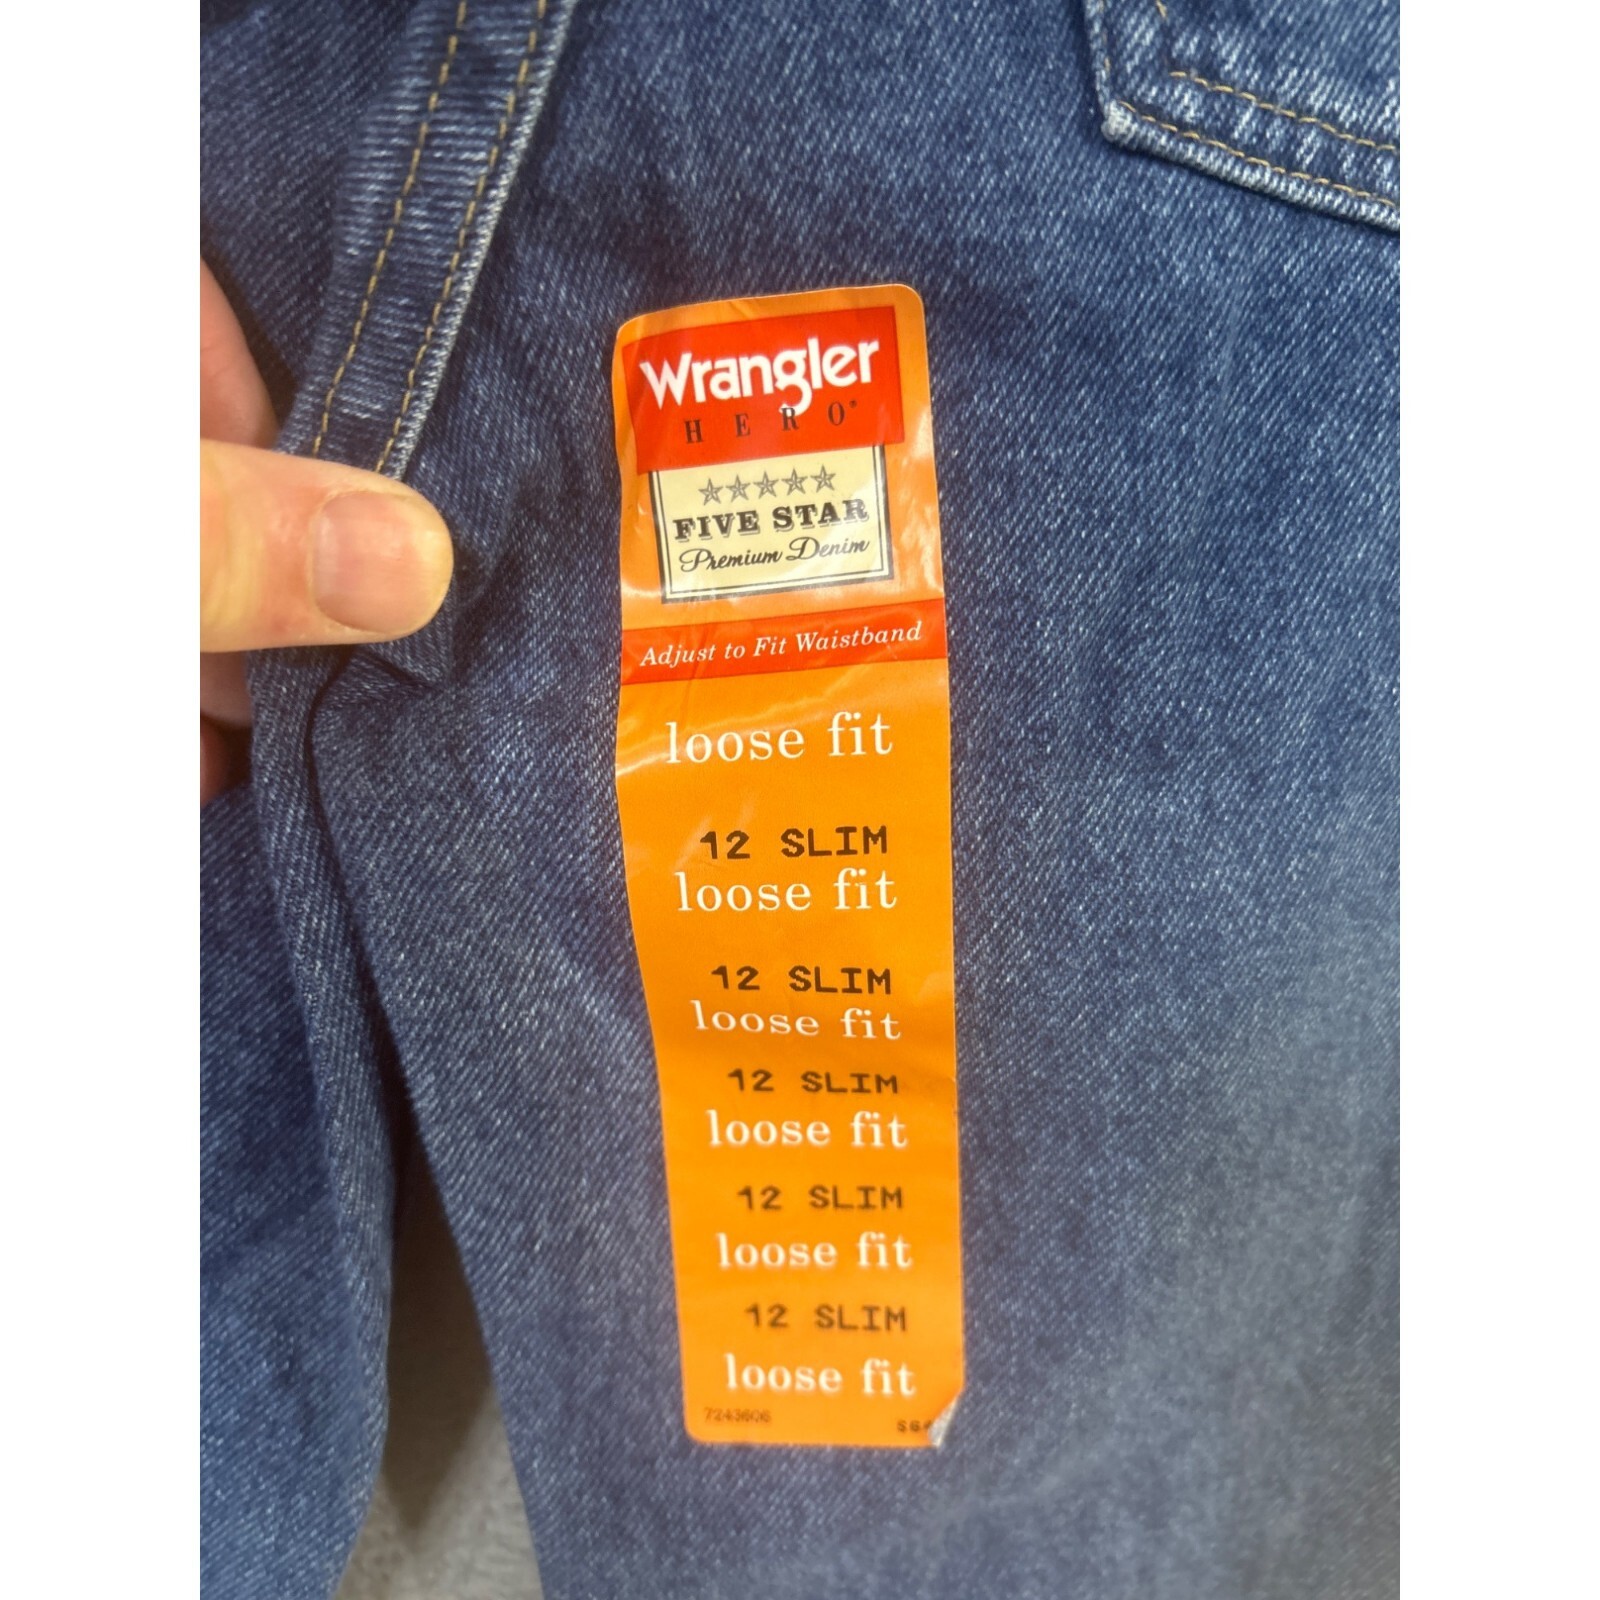 Wrangler
HERO®
FIVE STAR
Premium Denim
Adjust to Fit Waistband
loose fit
12 SLIM
loose fit
12 SLIM
loose fit
12 SLIM
loose fit
12 SLIM
loose fit
12 SLIM
loose fit
7243606